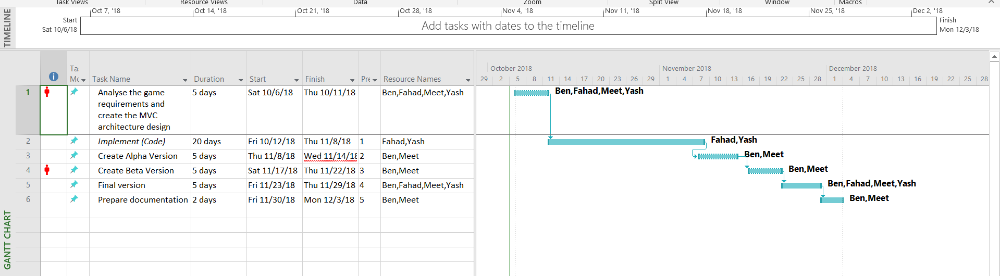 Task Views Resource Views Data Zoom Split View Window Macros
TIMELINE
Oct 7, '18 Oct 14, '18 Oct 21, '18 Oct 28, '18 Nov 4, '18 Nov 11, '18 Nov 18, '18 Nov 25, '18 Dec 2, '18
Start
Sat 10/6/18
Add tasks with dates to the timeline
Finish
Mon 12/3/18
GANTT CHART
Ta
Mc Task Name Duration Start Finish Pre Resource Names
October 2018 November 2018 December 2018
29 2 5 8 11 14 17 20 23 26 29 1 4 7 10 13 16 19 22 25 28 1 4 7 10 13 16 19 22 25 28
1 Analyse the game 5 days Sat 10/6/18 Thu 10/11/18 Ben,Fahad,Meet,Yash
requirements and
create the MVC
architecture design
Ben,Fahad,Meet,Yash
2 Implement (Code) 20 days Fri 10/12/18 Thu 11/8/18 1 Fahad,Yash
Fahad,Yash
3 Create Alpha Version 5 days Thu 11/8/18 Wed 11/14/18 2 Ben,Meet
Ben,Meet
4 Create Beta Version 5 days Sat 11/17/18 Thu 11/22/18 3 Ben,Meet
Ben,Meet
5 Final version 5 days Fri 11/23/18 Thu 11/29/18 4 Ben,Fahad,Meet,Yash
Ben,Fahad,Meet,Yash
6 Prepare documentation 2 days Fri 11/30/18 Mon 12/3/18 5 Ben,Meet
Ben,Meet